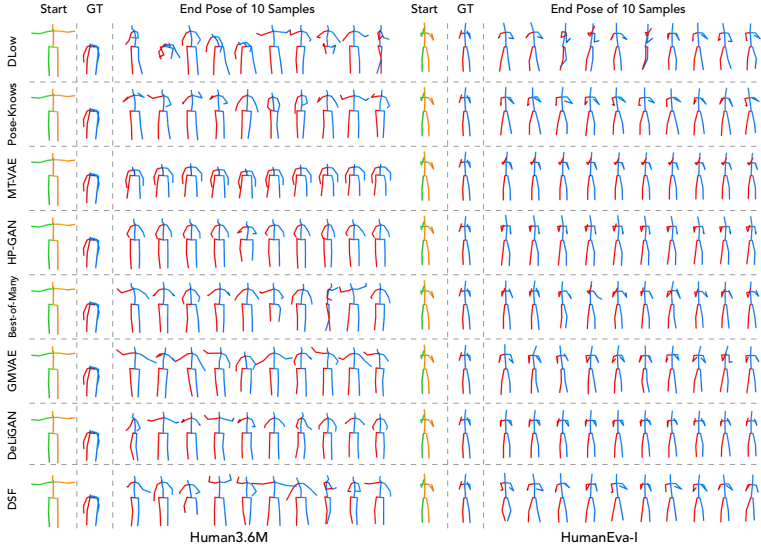 Start GT End Pose of 10 Samples Start GT End Pose of 10 Samples
DLow
Pose-Knows
MT-VAE
HP-GAN
Best-of-Many
GMVAE
DeLiGAN
DSF
Human3.6M HumanEva-I